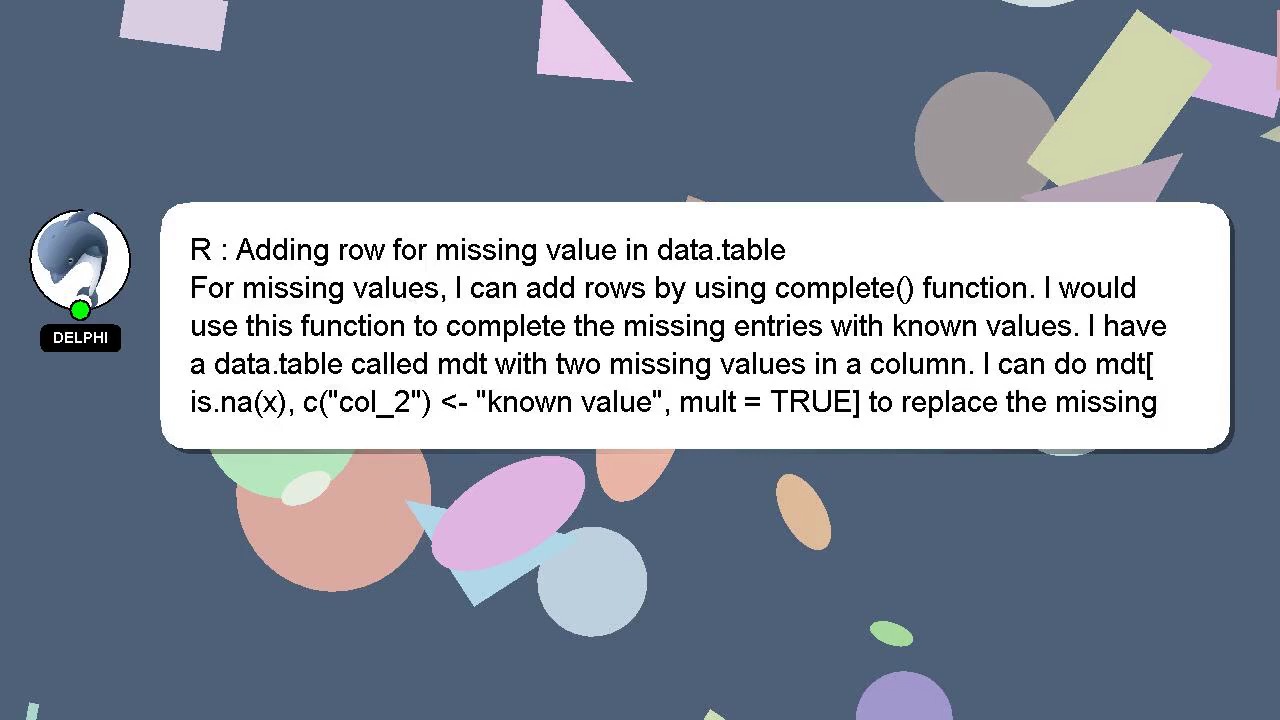 R : Adding row for missing value in data.table
For missing values, I can add rows by using complete() function. I would
use this function to complete the missing entries with known values. I have
a data.table called mdt with two missing values in a column. I can do mdt[
is.na(x), c("col_2") <- "known value", mult = TRUE] to replace the missing
DELPHI